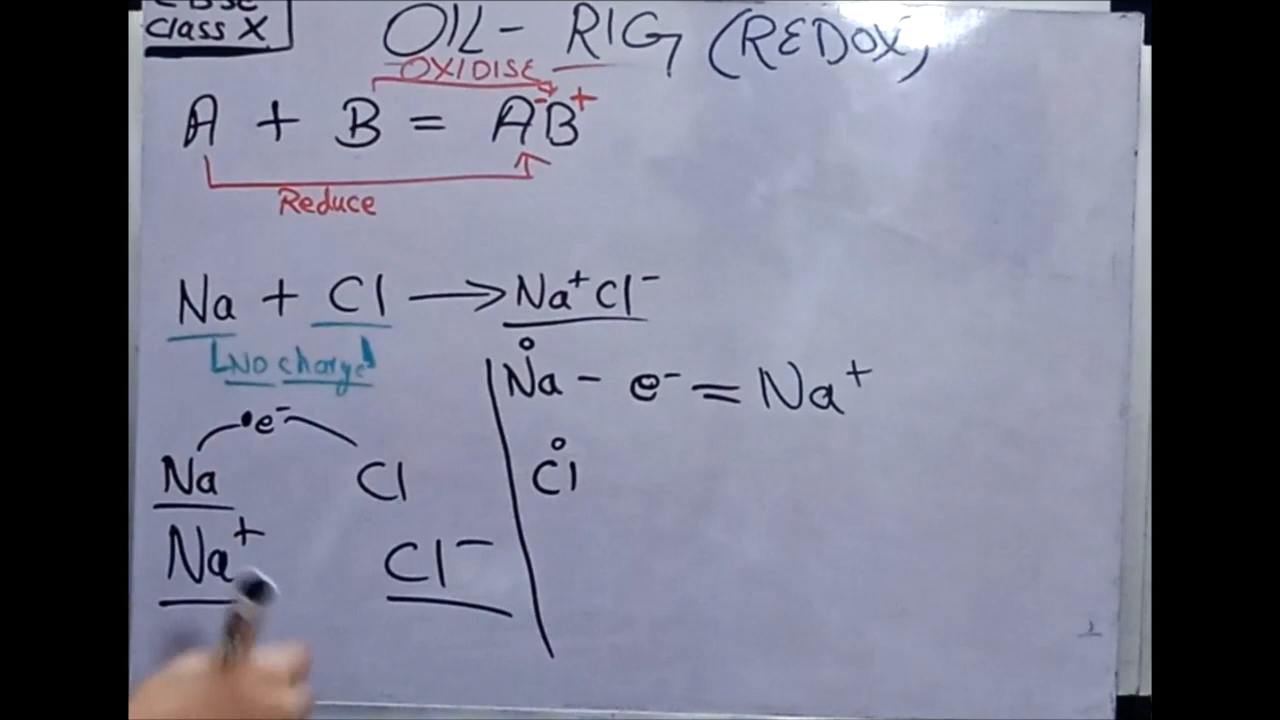 Class X
OIL- RIG (REDOX,
OXIDISE
A + B = A⁻B⁺
Reduce
Na + Cl ⟶ Na⁺Cl⁻
No charge
Na° - e⁻ = Na⁺
•e⁻
Na Cl
Cl°
Na⁺ Cl⁻